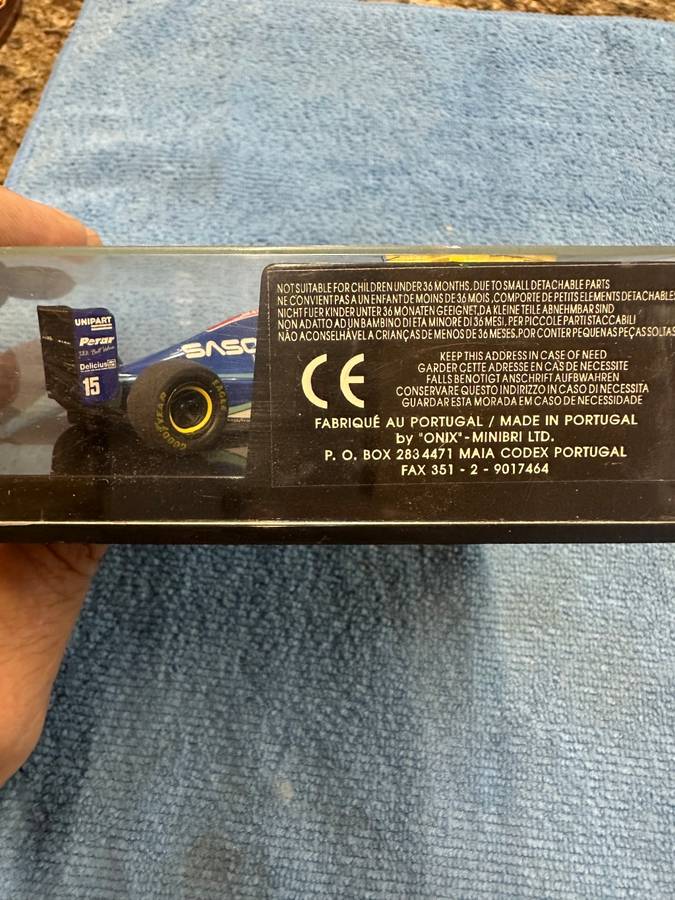 NOT SUITABLE FOR CHILDREN UNDER 36 MONTHS, DUE TO SMALL DETACHABLE PARTS
NE CONVIENT PAS A UN ENFANT DE MOINS DE 36 MOIS, COMPORTE DE PETITS ELEMENTS DETACHABLES
NICHT FUER KINDER UNTER 36 MONATEN GEEIGNET, DA KLEINE TEILE ABNEHMBAR SIND
NON ADATTO AD UN BAMBINO DI ETA MINORE DI 36 MESI, PER PICCOLE PARTI STACCABILI
NÃO ACONSELHÁVEL A CRIANÇAS DE MENOS DE 36 MESES, POR CONTER PEQUENAS PEÇAS SOLTAS
CE
KEEP THIS ADDRESS IN CASE OF NEED
GARDER CETTE ADRESSE EN CAS DE NECESSITE
FALLS BENOTIGT ANSCHRIFT AUFBWAHREN
CONSERVARE QUESTO INDIRIZZO IN CASO DI NECESSITA
GUARDAR ESTA MORADA EM CASO DE NECESSIDADE
FABRIQUÉ AU PORTUGAL / MADE IN PORTUGAL
by "ONIX" - MINIBRI LTD.
P. O. BOX 283 4471 MAIA CODEX PORTUGAL
FAX 351 - 2 - 9017464
UNIPART
Perar
Delicius
15
SASO
GOODYEAR
EAGLE